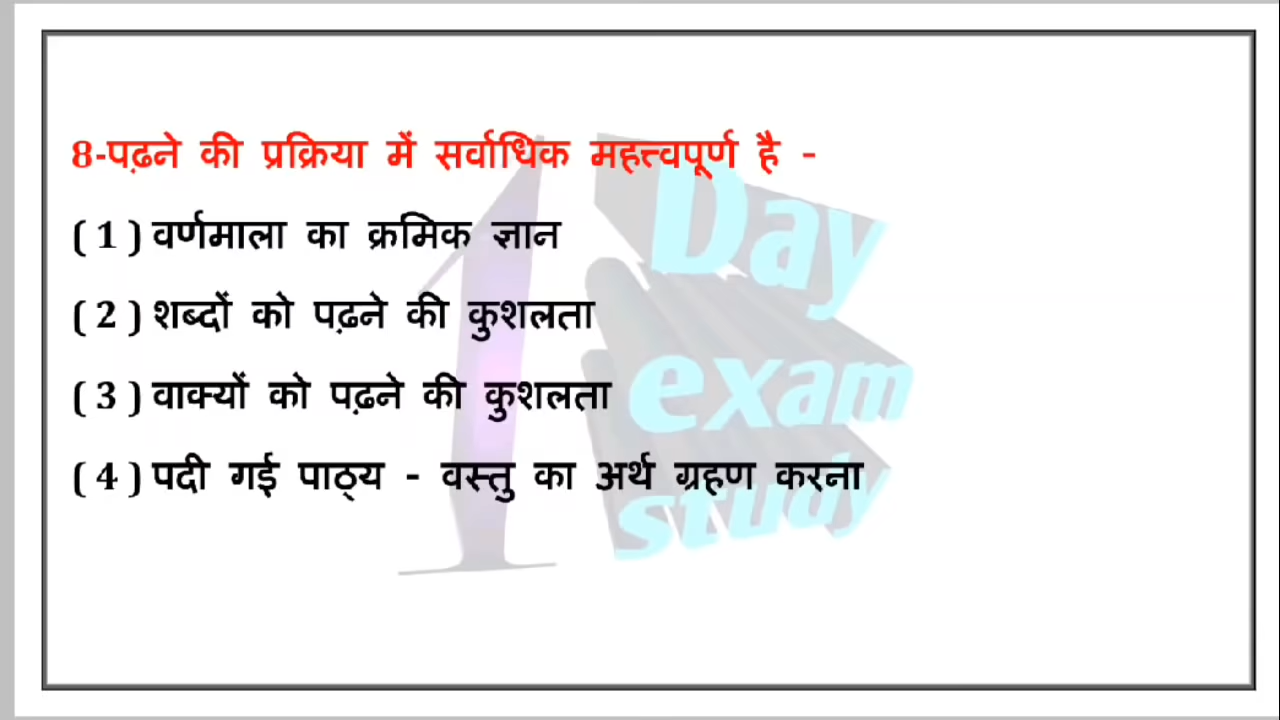 8-पढ़ने की प्रक्रिया में सर्वाधिक महत्त्वपूर्ण है -
( 1 ) वर्णमाला का क्रमिक ज्ञान
( 2 ) शब्दों को पढ़ने की कुशलता
( 3 ) वाक्यों को पढ़ने की कुशलता
( 4 ) पदी गई पाठ्य - वस्तु का अर्थ ग्रहण करना
1 Day
exam
study